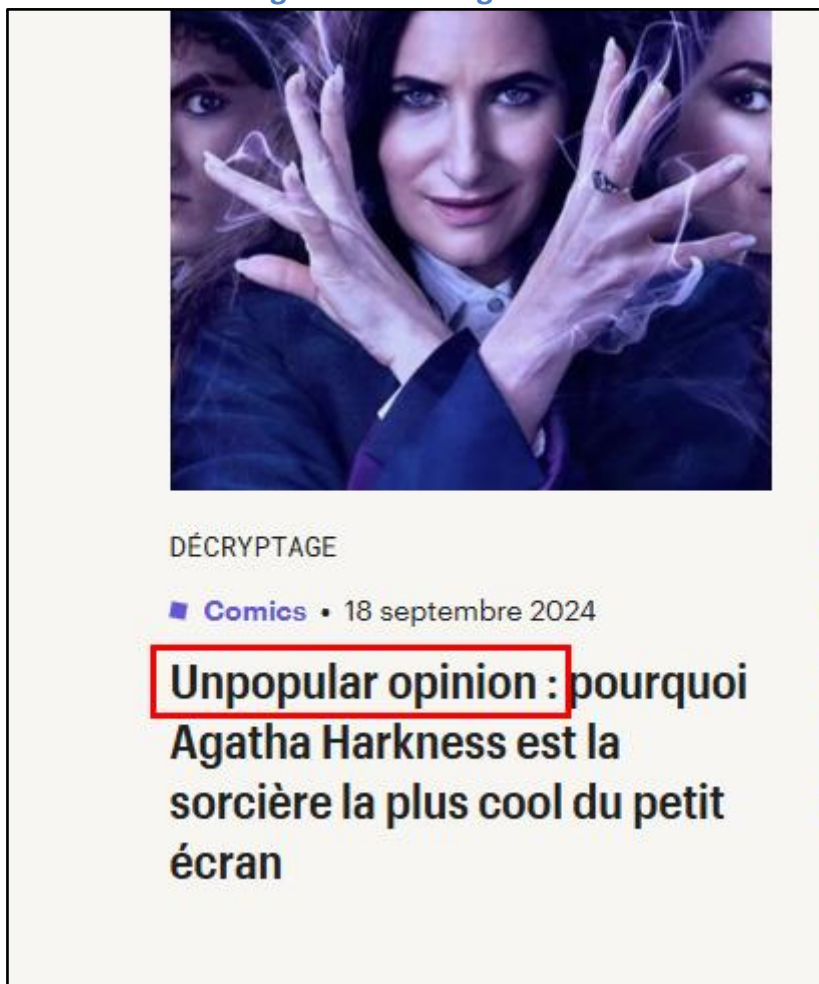 DÉCRYPTAGE
Comics • 18 septembre 2024
Unpopular opinion : pourquoi
Agatha Harkness est la
sorcière la plus cool du petit
écran